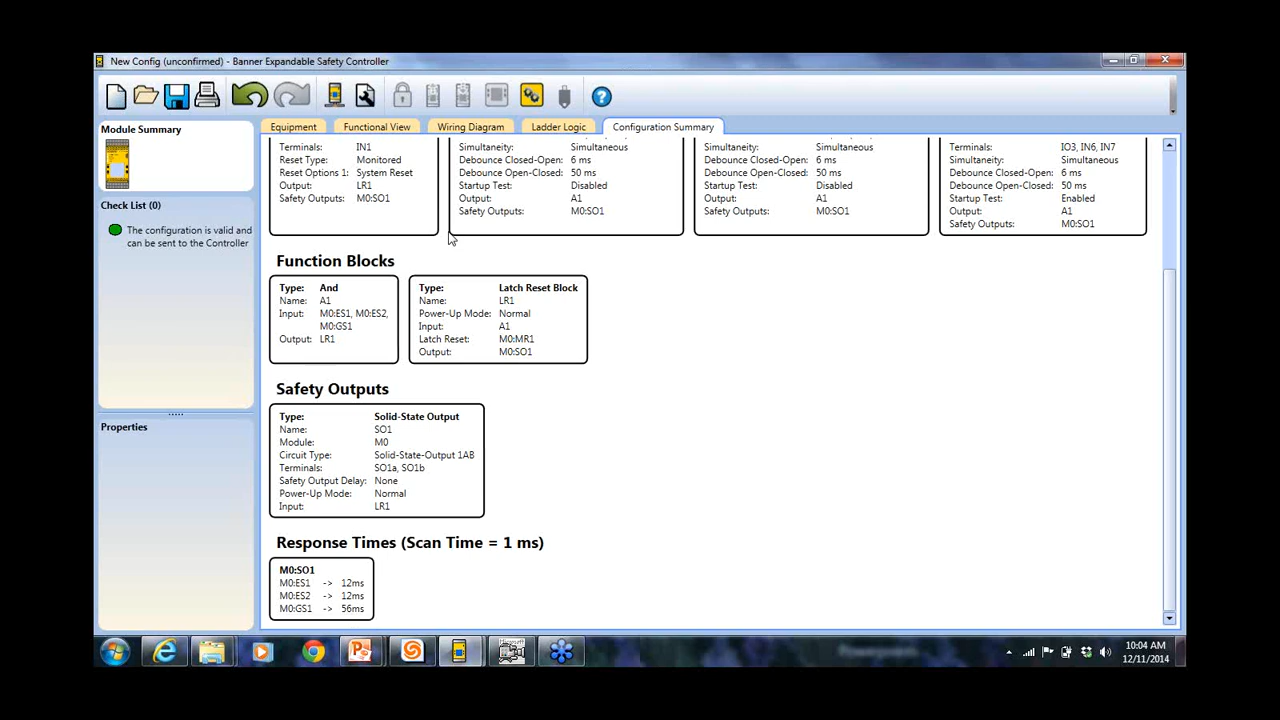 New Config (unconfirmed) - Banner Expandable Safety Controller
Module Summary
Check List (0)
The configuration is valid and
can be sent to the Controller
Properties
Equipment
Functional View
Wiring Diagram
Ladder Logic
Configuration Summary
Terminals: IN1
Reset Type: Monitored
Reset Options 1: System Reset
Output: LR1
Safety Outputs: M0:SO1
Simultaneity: Simultaneous
Debounce Closed-Open: 6 ms
Debounce Open-Closed: 50 ms
Startup Test: Disabled
Output: A1
Safety Outputs: M0:SO1
Simultaneity: Simultaneous
Debounce Closed-Open: 6 ms
Debounce Open-Closed: 50 ms
Startup Test: Disabled
Output: A1
Safety Outputs: M0:SO1
Terminals: IO3, IN6, IN7
Simultaneity: Simultaneous
Debounce Closed-Open: 6 ms
Debounce Open-Closed: 50 ms
Startup Test: Enabled
Output: A1
Safety Outputs: M0:SO1
Function Blocks
Type: And
Name: A1
Input: M0:ES1, M0:ES2,
M0:GS1
Output: LR1
Type: Latch Reset Block
Name: LR1
Power-Up Mode: Normal
Input: A1
Latch Reset: M0:MR1
Output: M0:SO1
Safety Outputs
Type: Solid-State Output
Name: SO1
Module: M0
Circuit Type: Solid-State-Output 1AB
Terminals: SO1a, SO1b
Safety Output Delay: None
Power-Up Mode: Normal
Input: LR1
Response Times (Scan Time = 1 ms)
M0:SO1
M0:ES1 -> 12ms
M0:ES2 -> 12ms
M0:GS1 -> 56ms
10:04 AM
12/11/2014